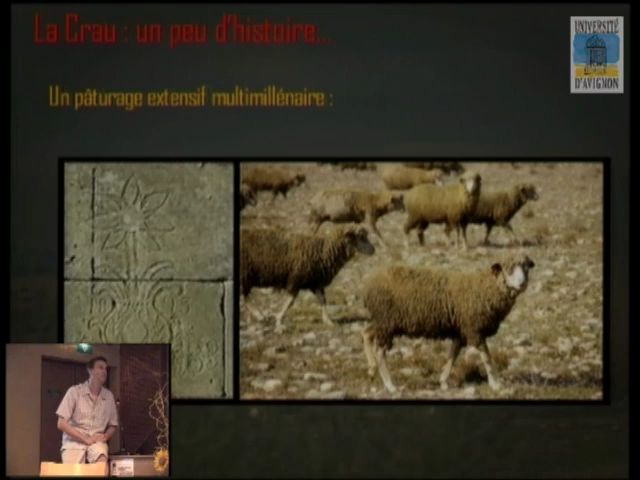 La Crau : un peu d'histoire...
UNIVERSITÉ
D'AVIGNON
Un pâturage extensif multimillénaire :